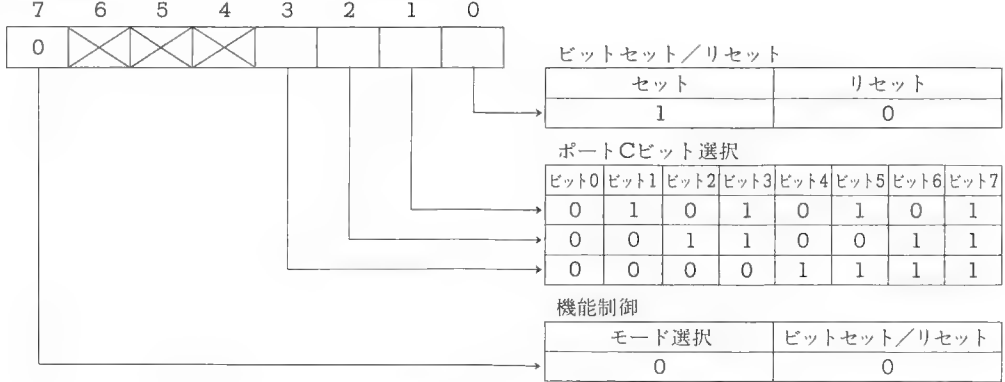 7 6 5 4 3 2 1 0
0
ビットセット／リセット
セット リセット
1 0
ポートCビット選択
ビット0 ビット1 ビット2 ビット3 ビット4 ビット5 ビット6 ビット7
0 1 0 1 0 1 0 1
0 0 1 1 0 0 1 1
0 0 0 0 1 1 1 1
機能制御
モード選択 ビットセット／リセット
0 0